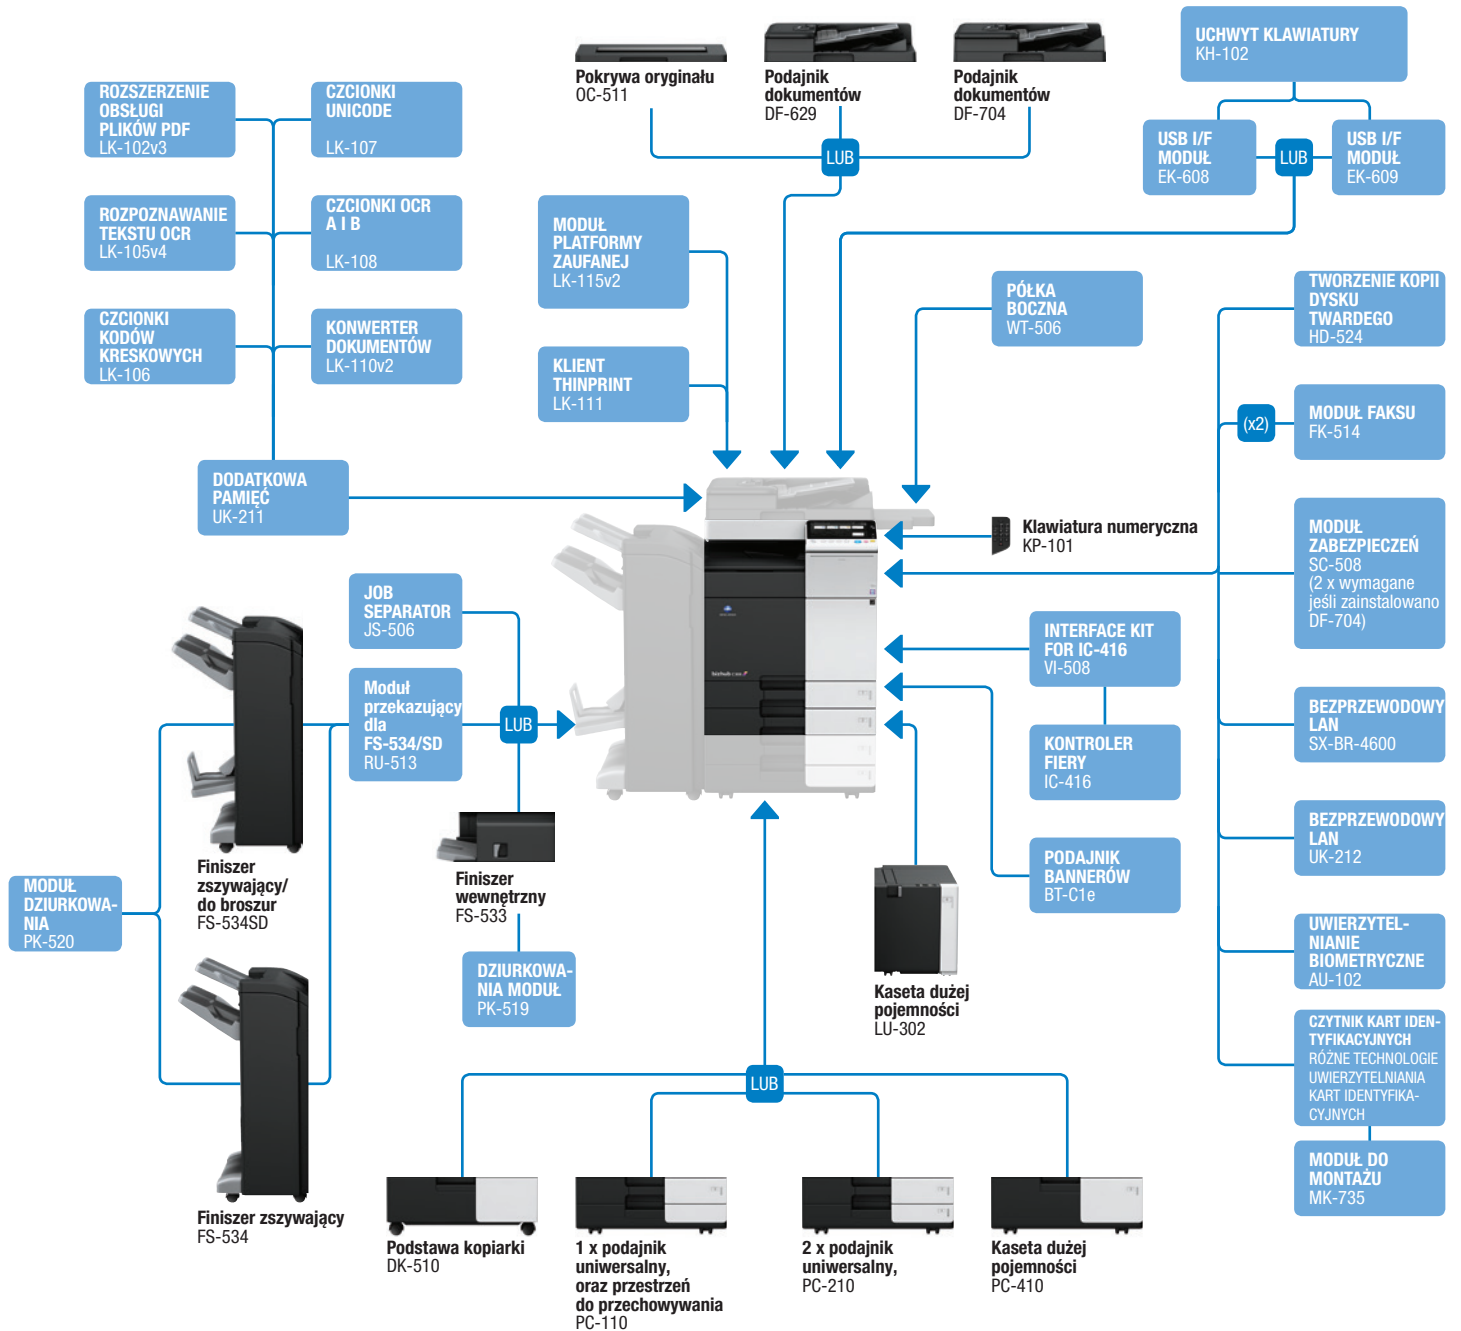 Pokrywa oryginału
OC-511
Podajnik
dokumentów
DF-629
Podajnik
dokumentów
DF-704
LUB
UCHWYT KLAWIATURY
KH-102
USB I/F
MODUŁ
EK-608
LUB
USB I/F
MODUŁ
EK-609
ROZSZERZENIE
OBSŁUGI
PLIKÓW PDF
LK-102v3
CZCIONKI
UNICODE
LK-107
ROZPOZNAWANIE
TEKSTU OCR
LK-105v4
CZCIONKI OCR
A I B
LK-108
CZCIONKI
KODÓW
KRESKOWYCH
LK-106
KONWERTER
DOKUMENTÓW
LK-110v2
DODATKOWA
PAMIĘĆ
UK-211
MODUŁ
PLATFORMY
ZAUFANEJ
LK-115v2
KLIENT
THINPRINT
LK-111
PÓŁKA
BOCZNA
WT-506
Klawiatura numeryczna
KP-101
TWORZENIE KOPII
DYSKU
TWARDEGO
HD-524
(x2)
MODUŁ FAKSU
FK-514
MODUŁ
ZABEZPIECZEŃ
SC-508
(2 x wymagane
jeśli zainstalowano
DF-704)
BEZPRZEWODOWY
LAN
SX-BR-4600
BEZPRZEWODOWY
LAN
UK-212
UWIERZYTEL-
NIANIE
BIOMETRYCZNE
AU-102
CZYTNIK KART IDEN-
TYFIKACYJNYCH
RÓŻNE TECHNOLOGIE
UWIERZYTELNIANIA
KART IDENTYFIKA-
CYJNYCH
MODUŁ DO
MONTAŻU
MK-735
JOB
SEPARATOR
JS-506
Moduł
przekazujący
dla
FS-534/SD
RU-513
LUB
INTERFACE KIT
FOR IC-416
VI-508
KONTROLER
FIERY
IC-416
PODAJNIK
BANNERÓW
BT-C1e
Finiszer
zszywający/
do broszur
FS-534SD
MODUŁ
DZIURKOWA-
NIA
PK-520
Finiszer
wewnętrzny
FS-533
DZIURKOWA-
NIA MODUŁ
PK-519
Kaseta dużej
pojemności
LU-302
Finiszer zszywający
FS-534
LUB
Podstawa kopiarki
DK-510
1 x podajnik
uniwersalny,
oraz przestrzeń
do przechowywania
PC-110
2 x podajnik
uniwersalny,
PC-210
Kaseta dużej
pojemności
PC-410